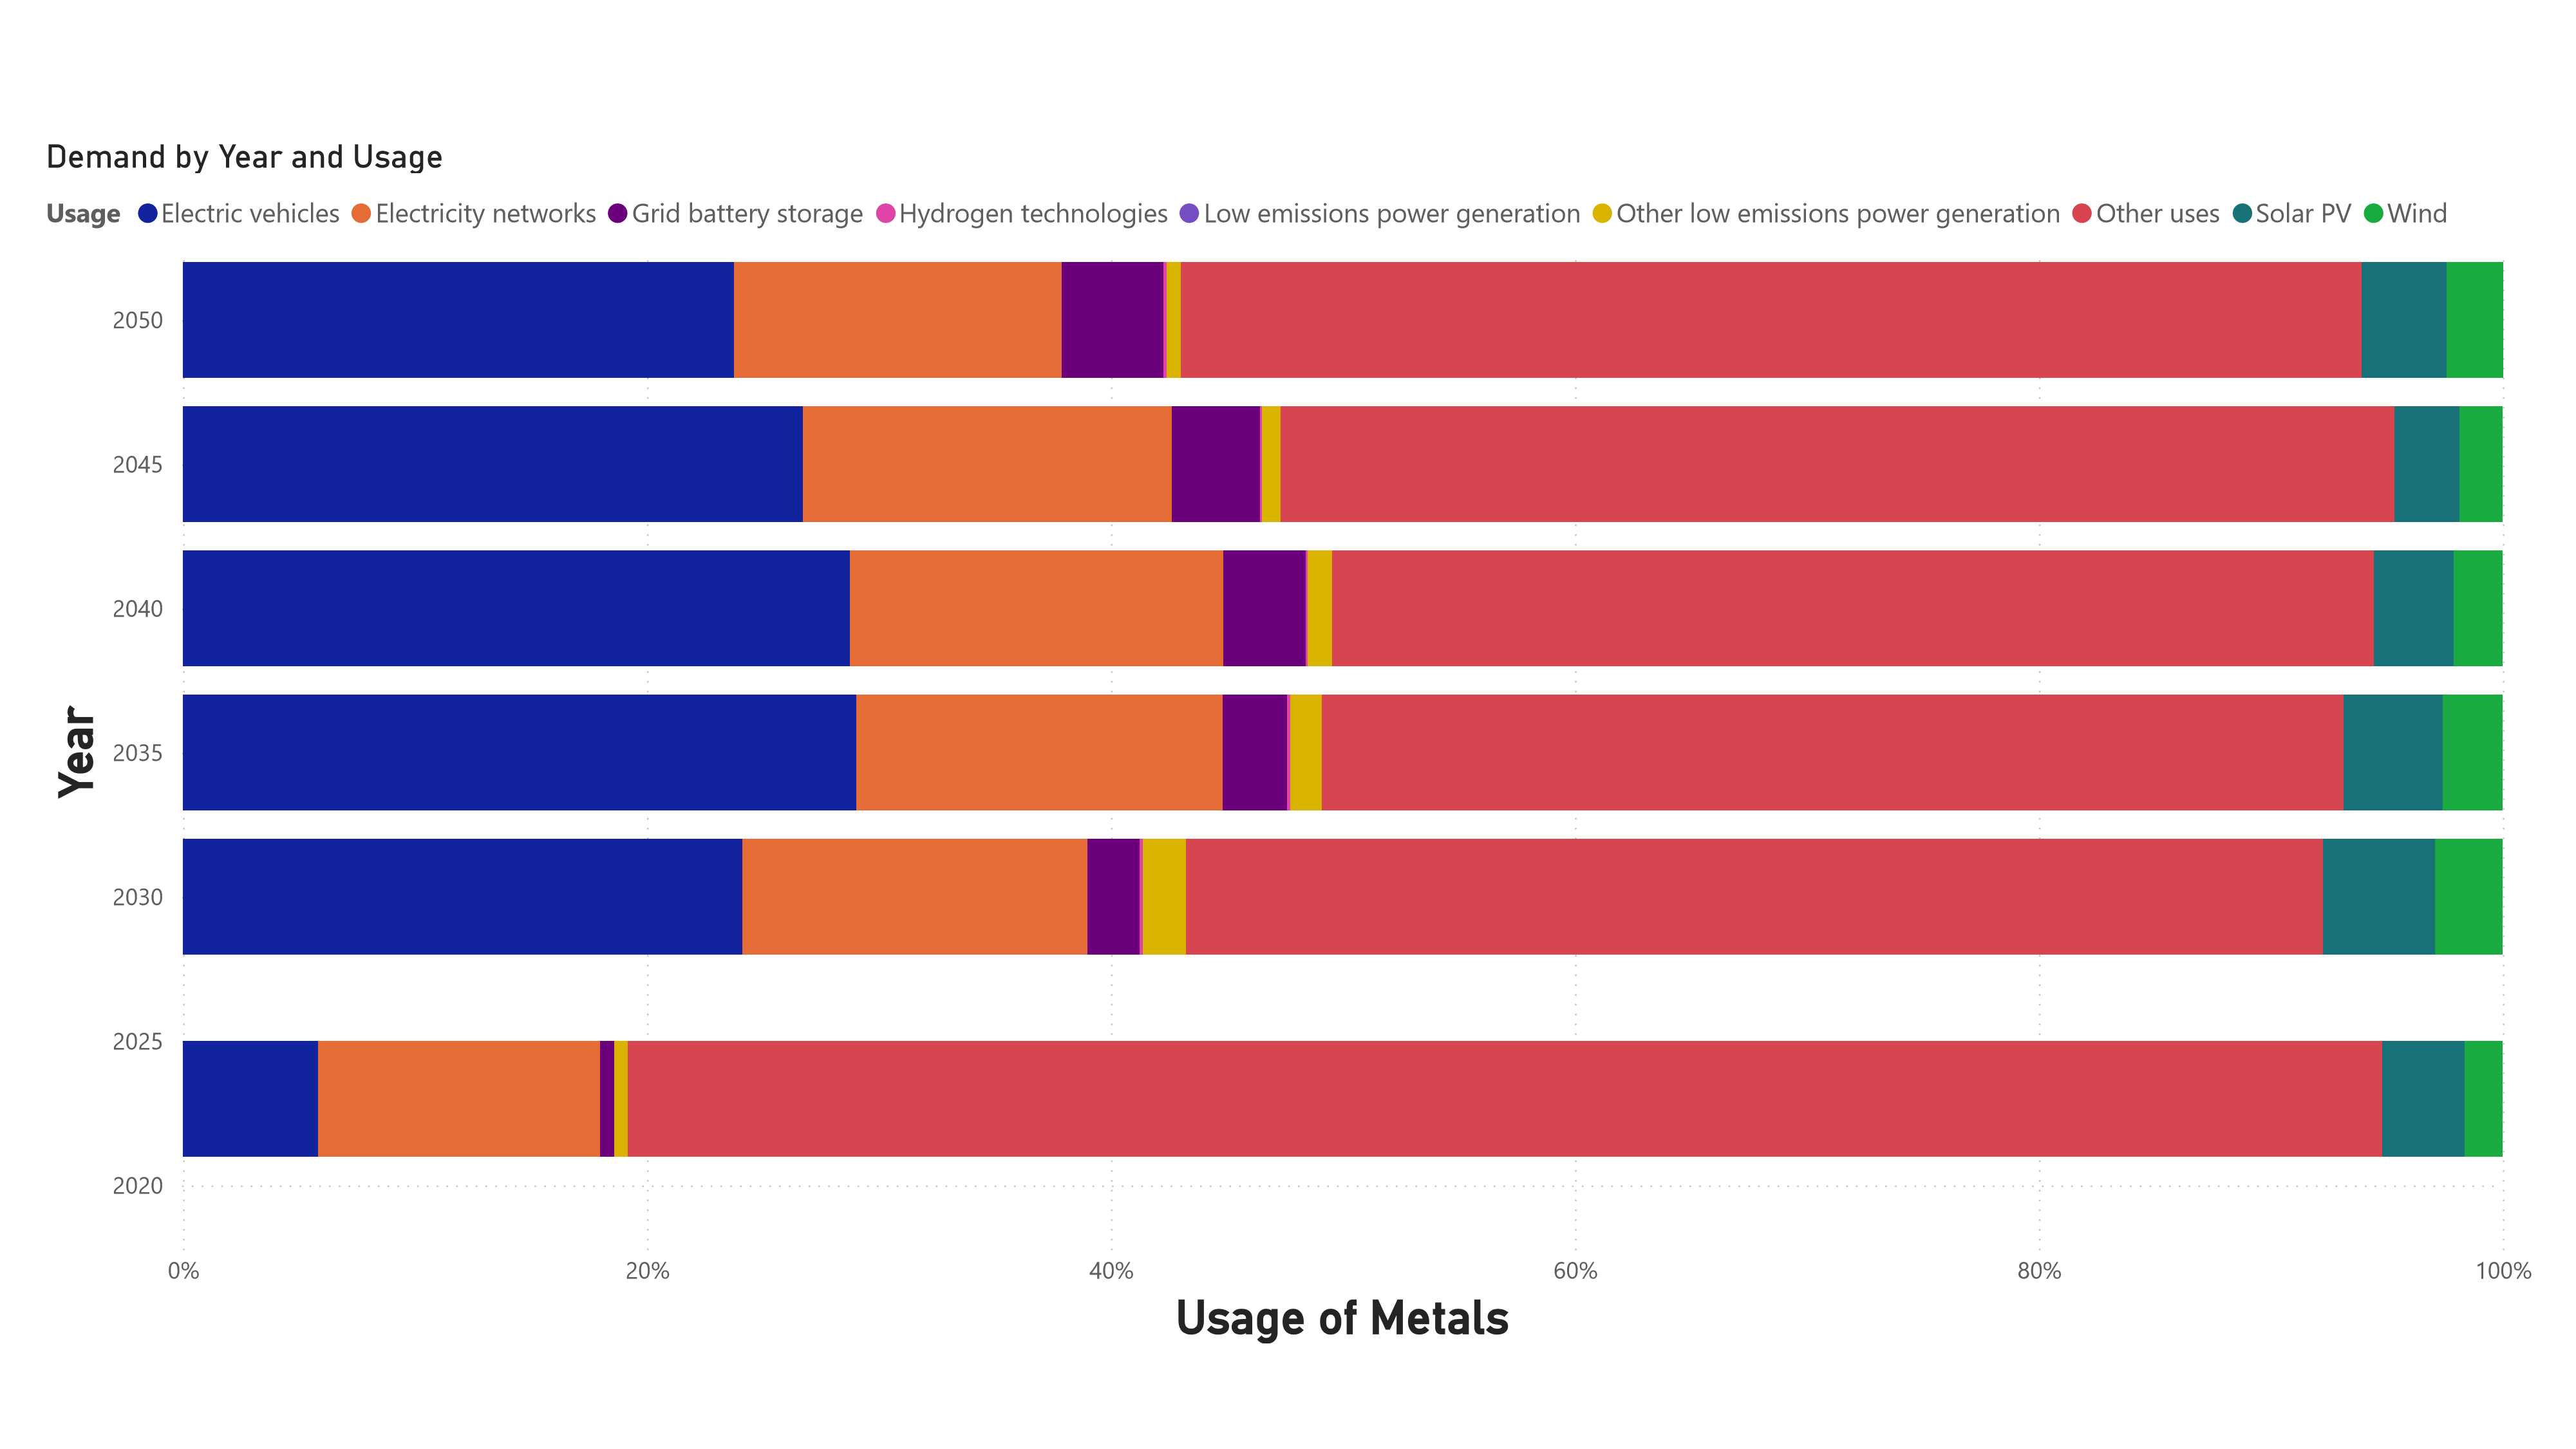 Demand by Year and Usage
Usage Electric vehicles Electricity networks Grid battery storage Hydrogen technologies Low emissions power generation Other low emissions power generation Other uses Solar PV Wind
2050
2045
2040
2035
2030
2025
2020
Year
0% 20% 40% 60% 80% 100%
Usage of Metals